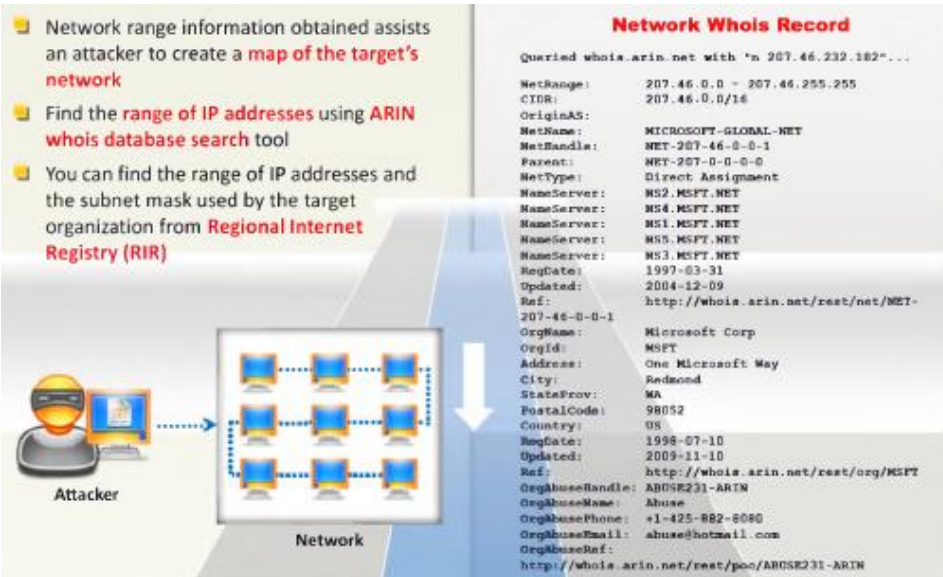 Network range information obtained assists
an attacker to create a map of the target's
network
Find the range of IP addresses using ARIN
whois database search tool
You can find the range of IP addresses and
the subnet mask used by the target
organization from Regional Internet
Registry (RIR)
Attacker
Network
Network Whois Record
Queried whois.arin.net with "n 207.46.232.182"...
NetRange: 207.46.0.0 - 207.46.255.255
CIDR: 207.46.0.0/16
OriginAS:
NetName: MICROSOFT-GLOBAL-NET
NetHandle: NET-207-46-0-0-1
Parent: NET-207-0-0-0-0
NetType: Direct Assignment
NameServer: NS2.MSFT.NET
NameServer: NS4.MSFT.NET
NameServer: NS1.MSFT.NET
NameServer: NS5.MSFT.NET
NameServer: NS3.MSFT.NET
RegDate: 1997-03-31
Updated: 2004-12-09
Ref: http://whois.arin.net/rest/net/NET-
207-46-0-0-1
OrgName: Microsoft Corp
OrgId: MSFT
Address: One Microsoft Way
City: Redmond
StateProv: WA
PostalCode: 98052
Country: US
RegDate: 1998-07-10
Updated: 2009-11-10
Ref: http://whois.arin.net/rest/org/MSFT
OrgAbuseHandle: ABUSE231-ARIN
OrgAbuseName: Abuse
OrgAbusePhone: +1-425-882-8080
OrgAbuseEmail: abuse@hotmail.com
OrgAbuseRef:
http://whois.arin.net/rest/poc/ABUSE231-ARIN